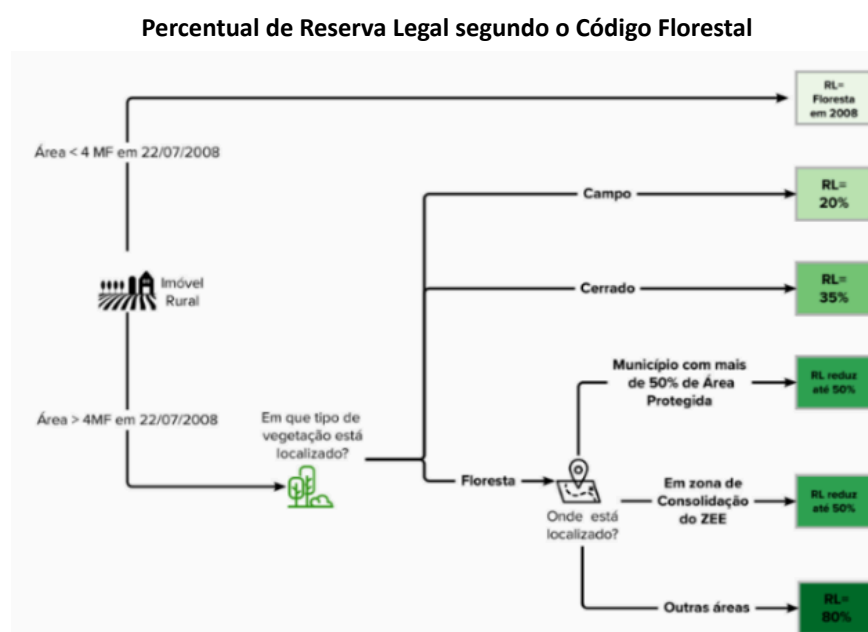 Percentual de Reserva Legal segundo o Código Florestal
RL=
Floresta
em 2008
Área < 4 MF em 22/07/2008
Campo
RL=
20%
Imóvel
Rural
Cerrado
RL=
35%
Município com mais
de 50% de Área
Protegida
RL reduz
até 50%
Área > 4MF em 22/07/2008
Em que tipo de
vegetação está
localizado?
Floresta
Onde está
localizado?
Em zona de
Consolidação
do ZEE
RL reduz
até 50%
Outras áreas
RL=
80%